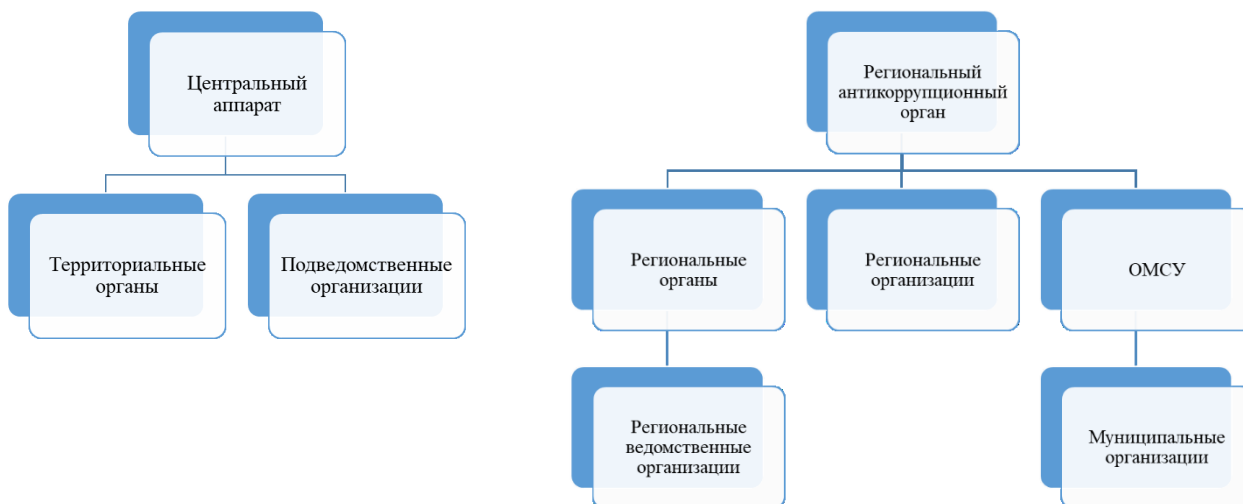 Центральный
аппарат
Территориальные
органы
Подведомственные
организации
Региональный
антикоррупционный
орган
Региональные
органы
Региональные
организации
ОМСУ
Региональные
ведомственные
организации
Муниципальные
организации